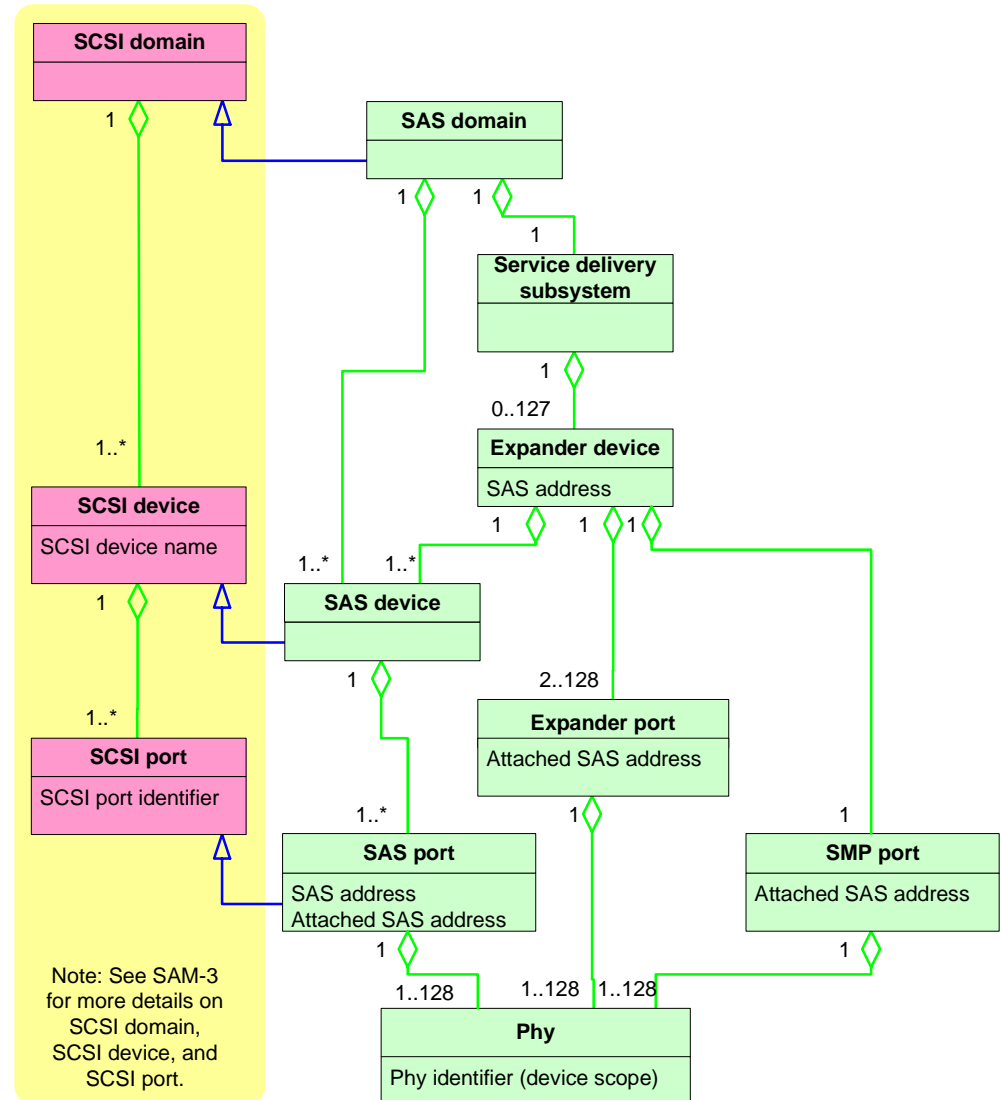 SCSI domain
1
SAS domain
1
1
1
Service delivery
subsystem
1
0..127
1..*
Expander device
SAS address
SCSI device
SCSI device name
1
1
1
1
1..*
1..*
SAS device
1
2..128
1..*
Expander port
Attached SAS address
SCSI port
SCSI port identifier
1
1..*
1
SAS port
SAS address
Attached SAS address
SMP port
Attached SAS address
1
1
1..128
1..128
1..128
Note: See SAM-3
for more details on
SCSI domain,
SCSI device, and
SCSI port.
Phy
Phy identifier (device scope)